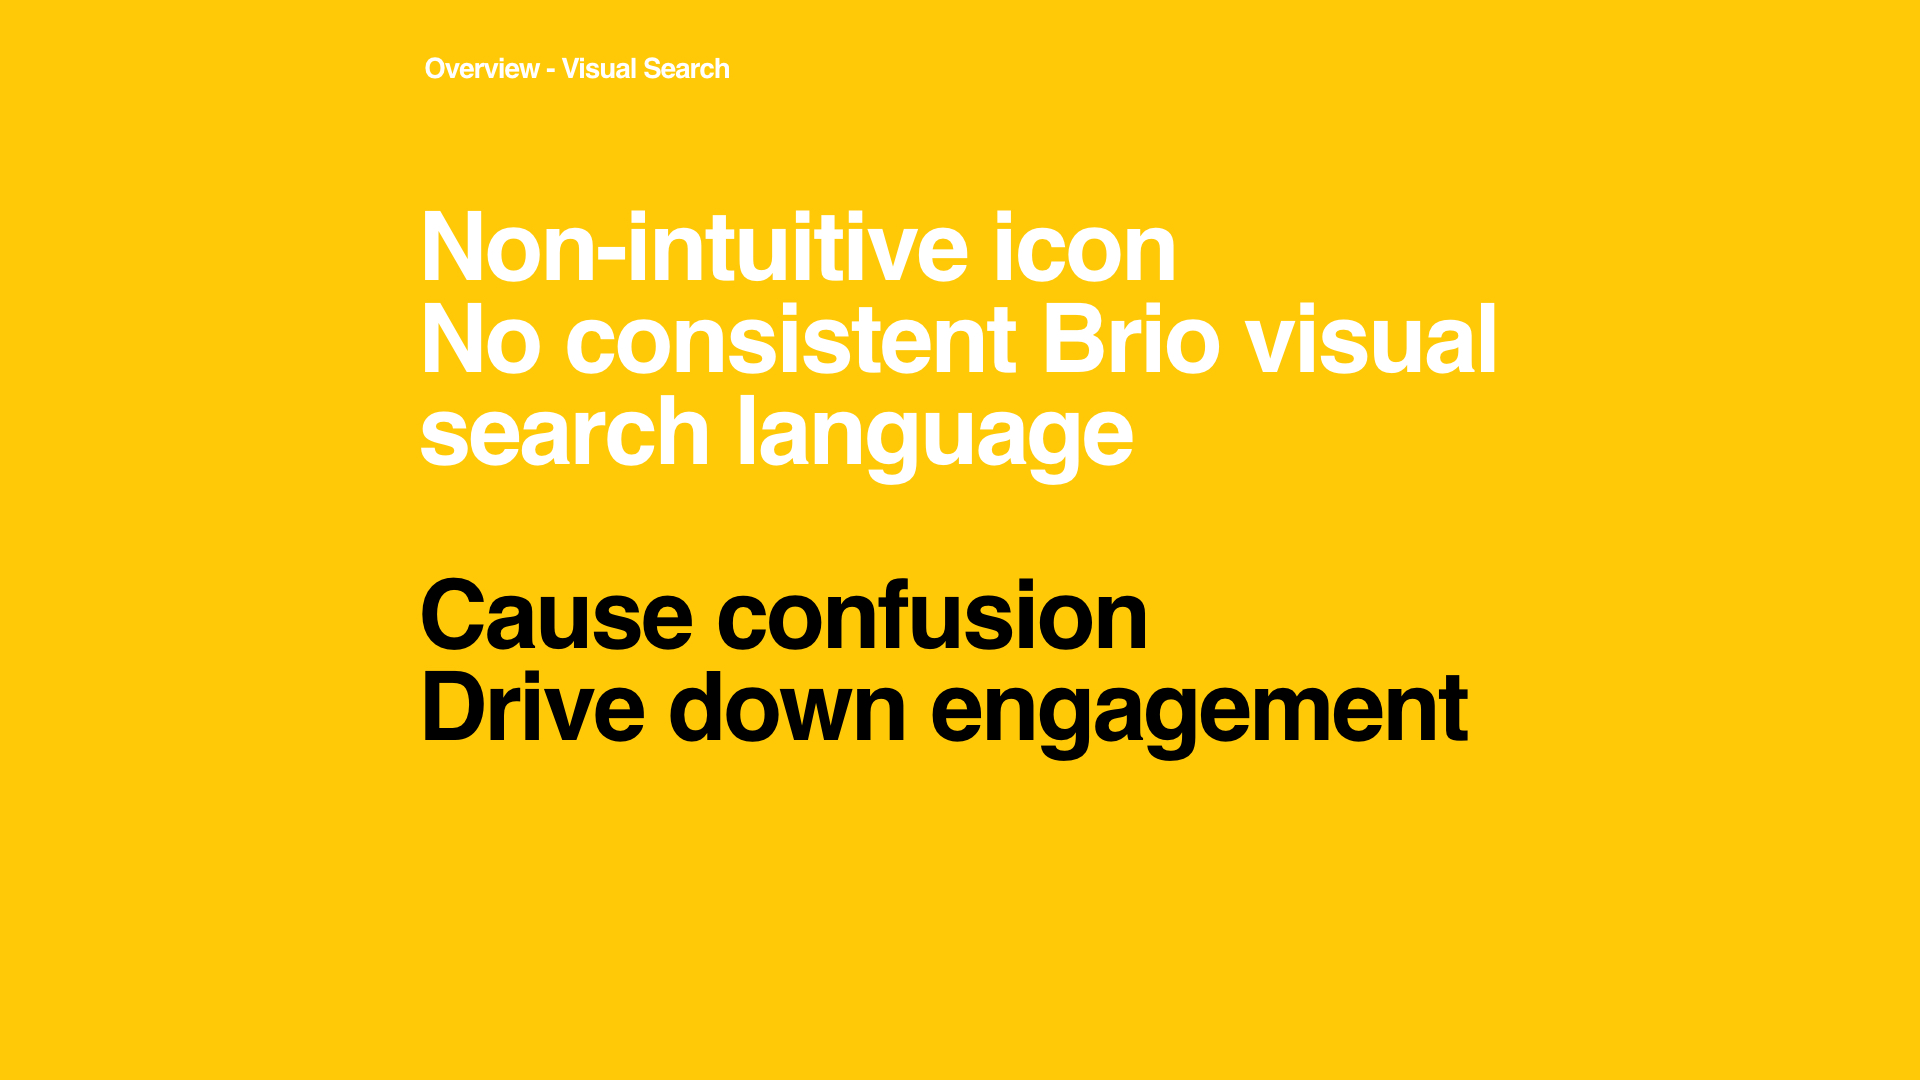 Overview - Visual Search
Non-intuitive icon
No consistent Brio visual
search language
Cause confusion
Drive down engagement